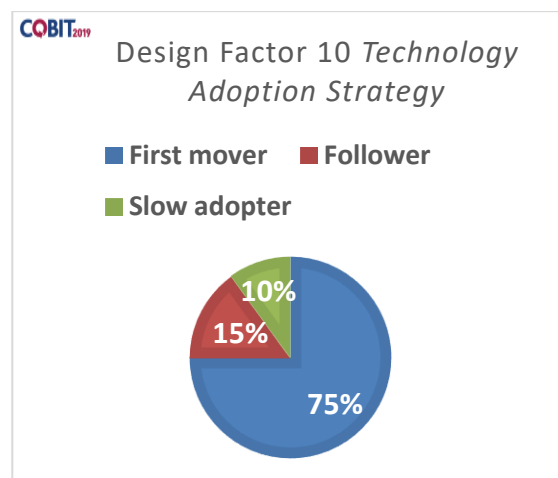 COBIT2019
Design Factor 10 Technology
Adoption Strategy
First mover Follower
Slow adopter
10%
15%
75%